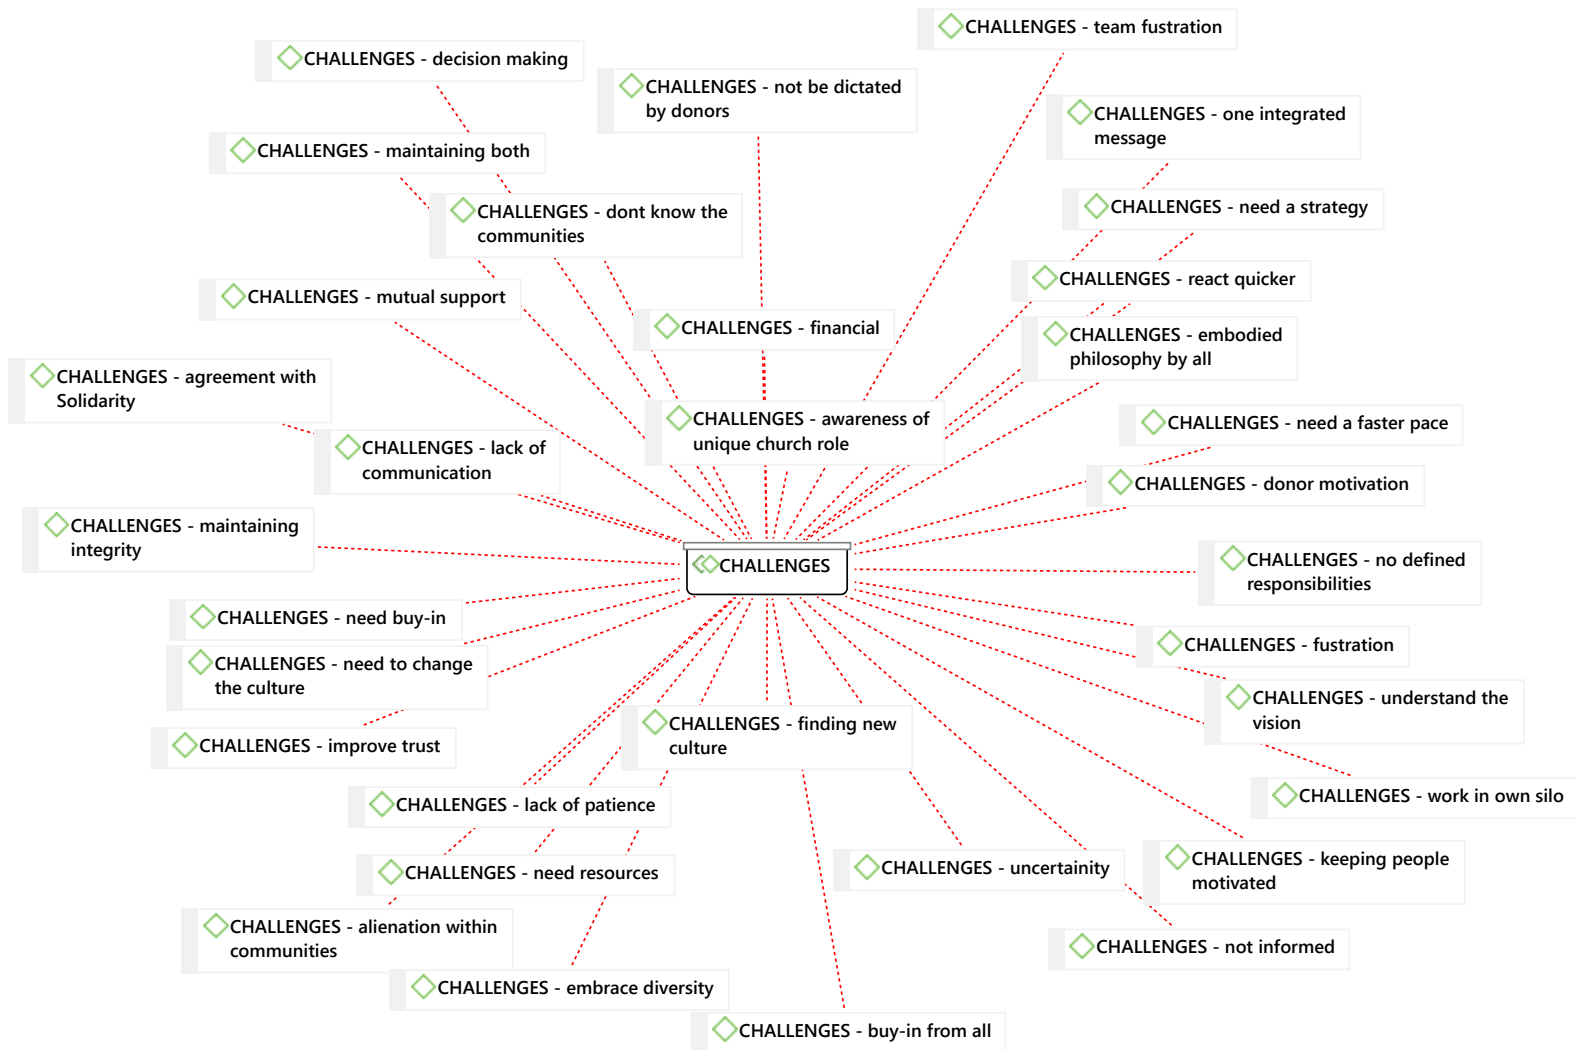 CHALLENGES - team fustration
CHALLENGES - decision making
CHALLENGES - not be dictated
by donors
CHALLENGES - one integrated
message
CHALLENGES - maintaining both
CHALLENGES - dont know the
communities
CHALLENGES - need a strategy
CHALLENGES - react quicker
CHALLENGES - mutual support
CHALLENGES - financial
CHALLENGES - embodied
philosophy by all
CHALLENGES - agreement with
Solidarity
CHALLENGES - awareness of
unique church role
CHALLENGES - need a faster pace
CHALLENGES - lack of
communication
CHALLENGES - donor motivation
CHALLENGES - maintaining
integrity
CHALLENGES
CHALLENGES - no defined
responsibilities
CHALLENGES - need buy-in
CHALLENGES - fustration
CHALLENGES - need to change
the culture
CHALLENGES - understand the
vision
CHALLENGES - finding new
culture
CHALLENGES - improve trust
CHALLENGES - work in own silo
CHALLENGES - lack of patience
CHALLENGES - keeping people
motivated
CHALLENGES - uncertainity
CHALLENGES - need resources
CHALLENGES - alienation within
communities
CHALLENGES - not informed
CHALLENGES - embrace diversity
CHALLENGES - buy-in from all